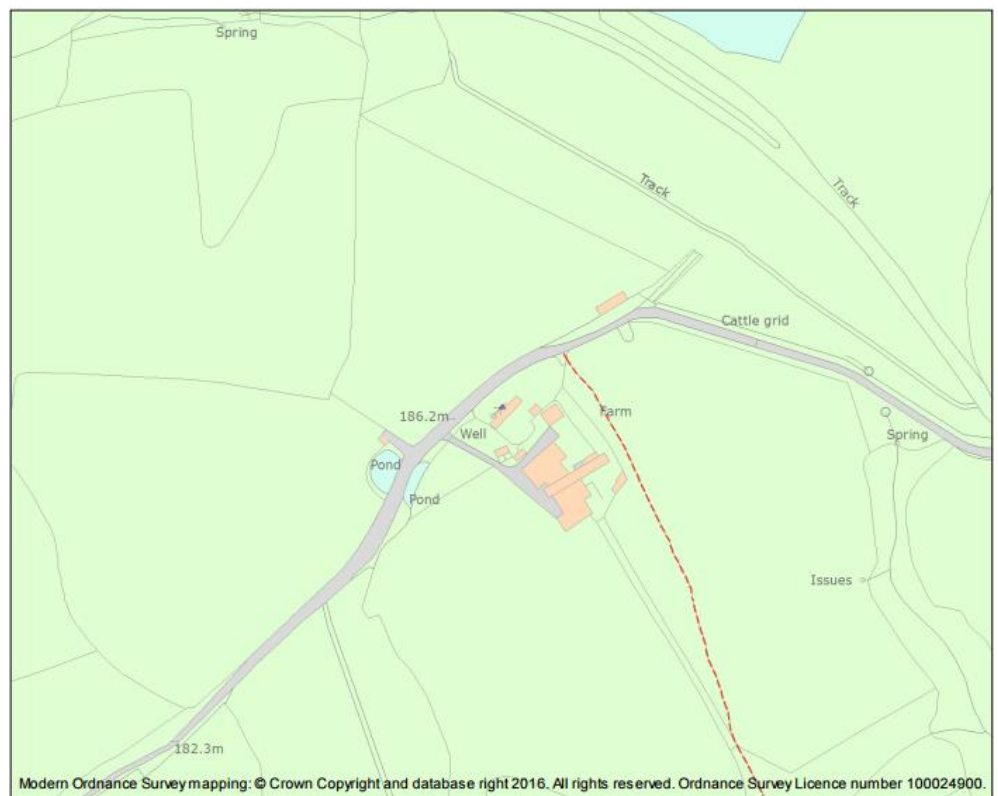 Spring
Track
Track
Cattle grid
186.2m
Farm
Well
Spring
Pond
Pond
Issues
182.3m
Modern Ordnance Survey mapping: © Crown Copyright and database right 2016. All rights reserved. Ordnance Survey Licence number 100024900.